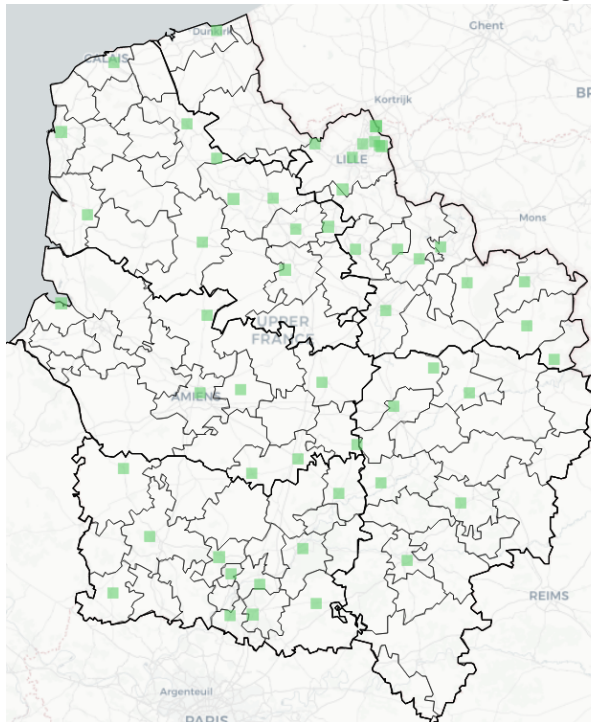 Ghent
Dunkirk
CALAIS
BR
Kortrijk
LILLE
Mons
UPPER
FRANCE
AMIENS
REIMS
Argenteuil
PARIS